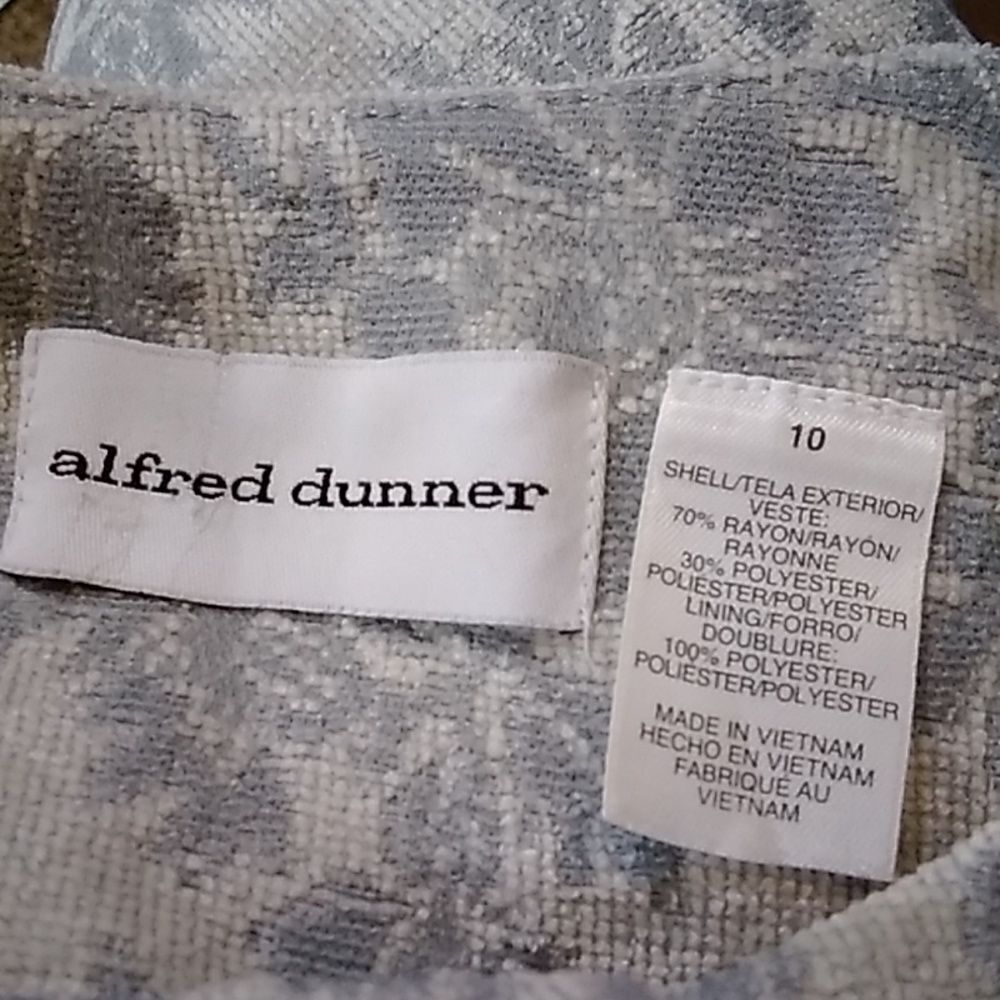 alfred dunner
10
SHELL/TELA EXTERIOR/
VESTE:
70% RAYON/RAYÓN/
RAYONNE
30% POLYESTER/
POLIÉSTER/POLYESTER
LINING/FORRO/
DOUBLURE:
100% POLYESTER/
POLIÉSTER/POLYESTER
MADE IN VIETNAM
HECHO EN VIETNAM
FABRIQUÉ AU
VIETNAM